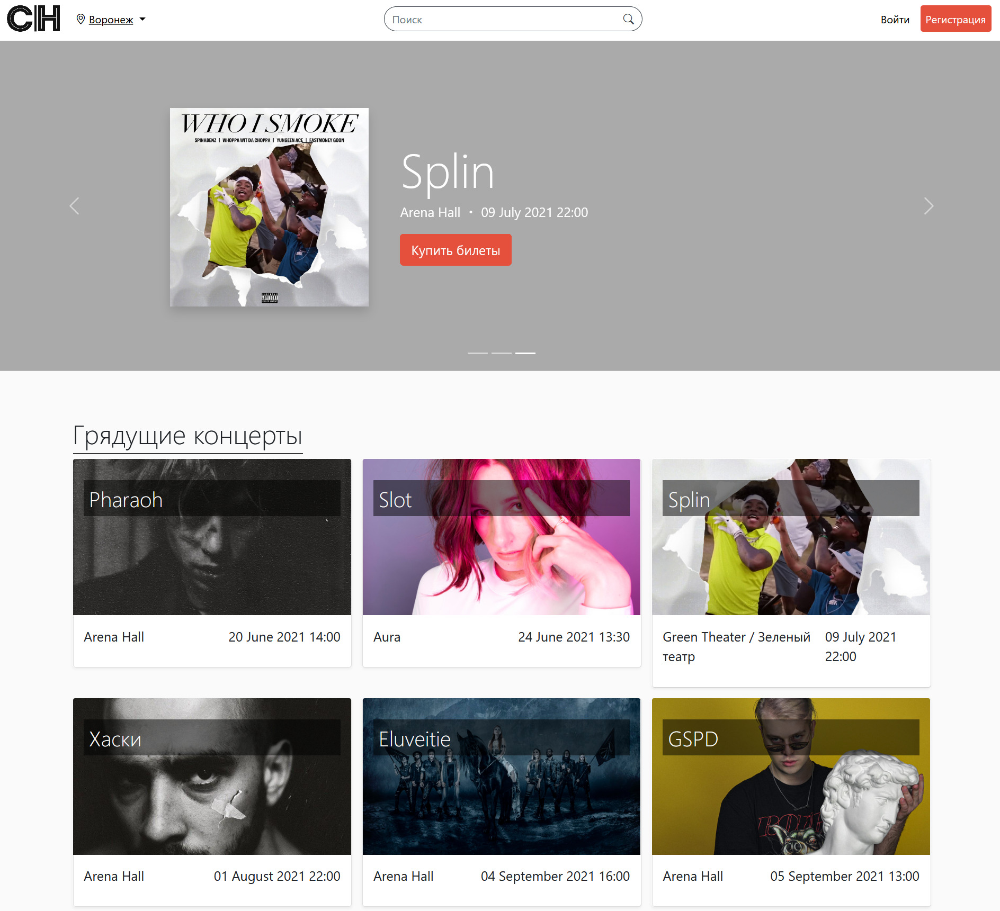 CH
Воронеж
Поиск
Войти
Регистрация
WHO I SMOKE
SPINABENZ | WHOPPA WIT DA CHOPPA | YUNGEEN ACE | FASTMONEY GOON
PARENTAL
ADVISORY
EXPLICIT CONTENT
Splin
Arena Hall • 09 July 2021 22:00
Купить билеты
Грядущие концерты
Pharaoh
Arena Hall 20 June 2021 14:00
Slot
Aura 24 June 2021 13:30
Splin
Green Theater / Зеленый
театр
09 July 2021
22:00
Хаски
Arena Hall 01 August 2021 22:00
Eluveitie
Arena Hall 04 September 2021 16:00
GSPD
Arena Hall 05 September 2021 13:00